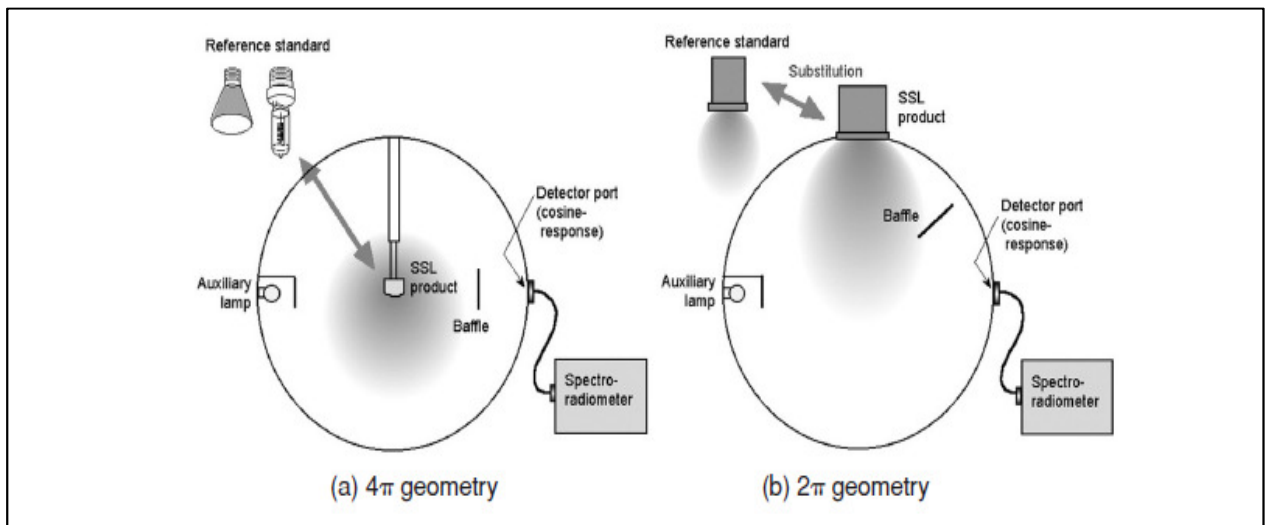 Reference standard
Auxiliary
lamp
SSL
product
Baffle
Detector port
(cosine-
response)
Spectro-
radiometer
(a) 4π geometry
Reference standard
Substitution
SSL
product
Baffle
Detector port
(cosine-
response)
Auxiliary
lamp
Spectro-
radiometer
(b) 2π geometry